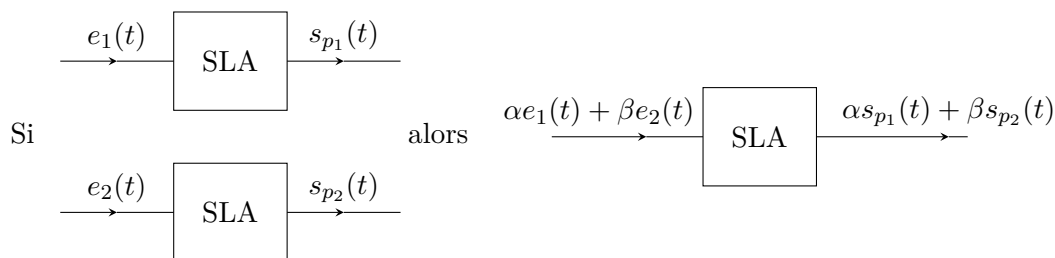 e₁(t) SLA s_{p₁}(t)
Si alors αe₁(t) + βe₂(t) SLA αs_{p₁}(t) + βs_{p₂}(t)
e₂(t) SLA s_{p₂}(t)